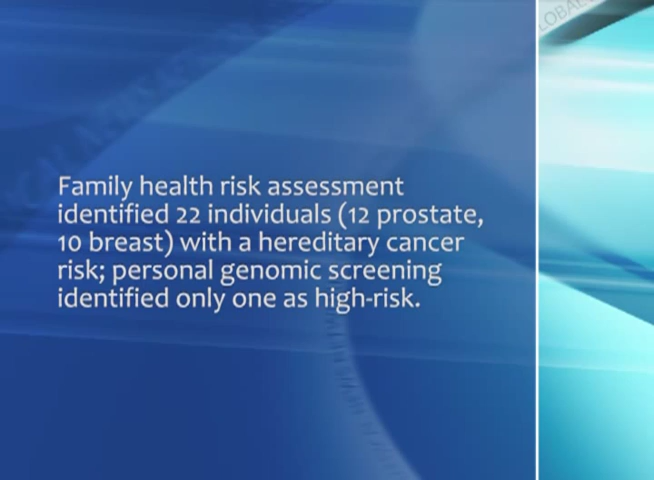 GLOBAL
Family health risk assessment
identified 22 individuals (12 prostate,
10 breast) with a hereditary cancer
risk; personal genomic screening
identified only one as high-risk.